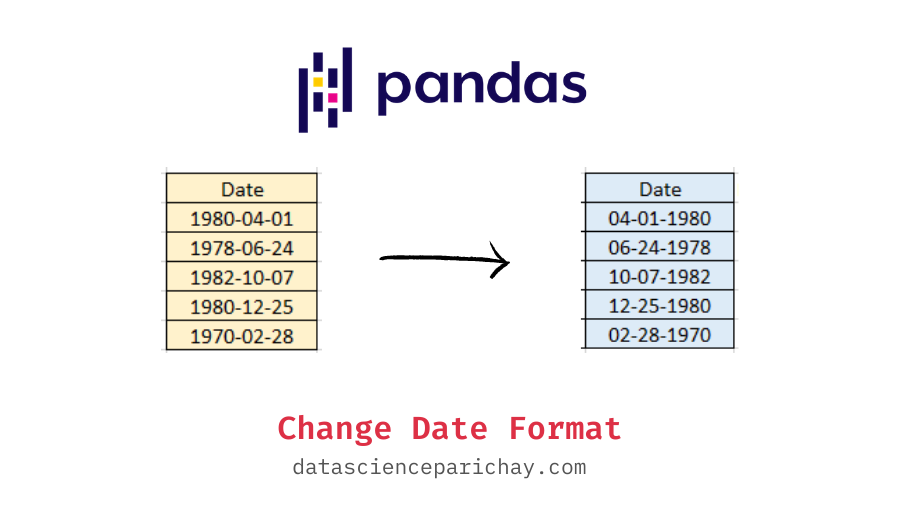 pandas
Date
1980-04-01
1978-06-24
1982-10-07
1980-12-25
1970-02-28
Date
04-01-1980
06-24-1978
10-07-1982
12-25-1980
02-28-1970
Change Date Format
datascienceparichay.com